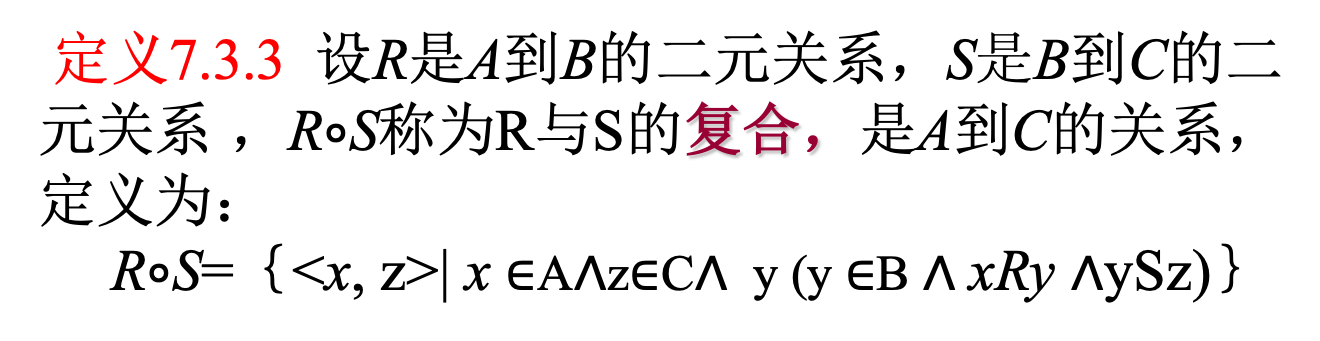 定义7.3.3 设R是A到B的二元关系，S是B到C的二
元关系 ，R∘S称为R与S的复合，是A到C的关系，
定义为：
R∘S=｛<x, z>| x ∈A∧z∈C∧ y (y ∈B ∧ xRy ∧ySz)｝